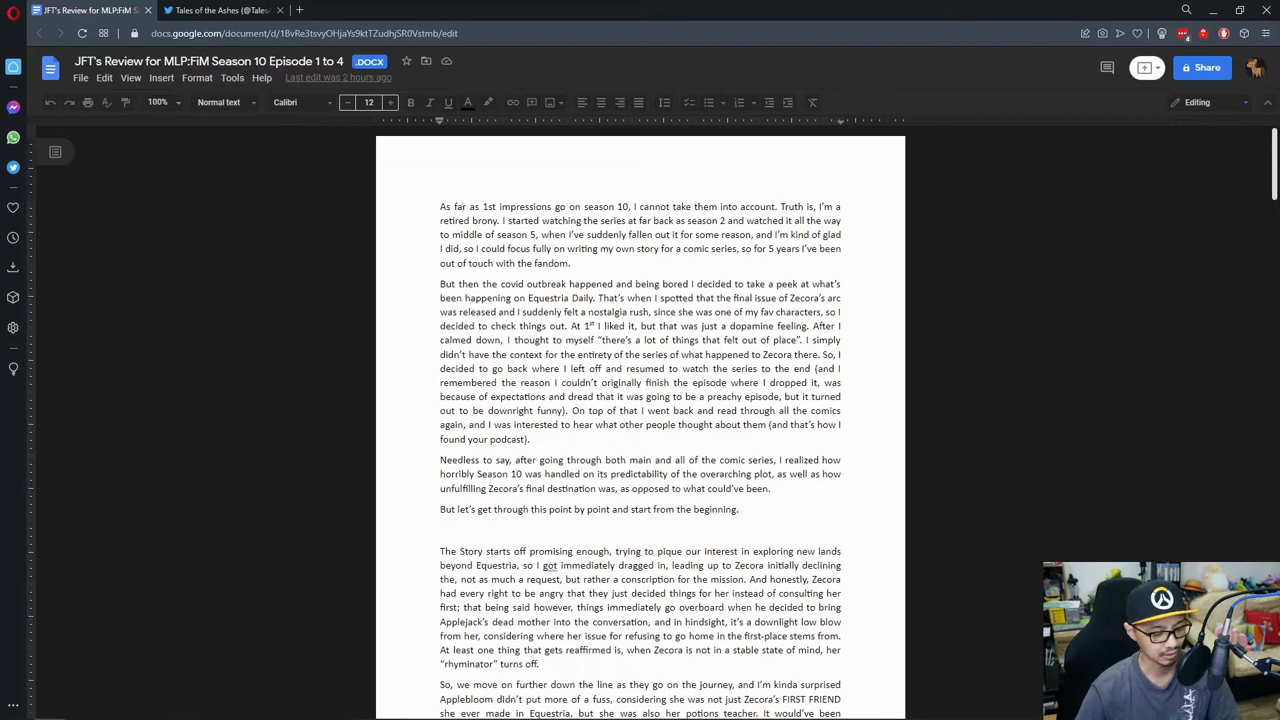 JFT's Review for MLP:FiM S
Tales of the Ashes (@Tales
docs.google.com/document/d/1BvRe3tsvyOHjaYs9ktTZudhjSR0Vstmb/edit
4
JFT's Review for MLP:FiM Season 10 Episode 1 to 4
.DOCX
File Edit View Insert Format Tools Help Last edit was 2 hours ago
Share
100% Normal text Calibri 12
Editing
As far as 1st impressions go on season 10, I cannot take them into account. Truth is, I'm a
retired brony. I started watching the series at far back as season 2 and watched it all the way
to middle of season 5, when I've suddenly fallen out it for some reason, and I'm kind of glad
I did, so I could focus fully on writing my own story for a comic series, so for 5 years I've been
out of touch with the fandom.
But then the covid outbreak happened and being bored I decided to take a peek at what's
been happening on Equestria Daily. That's when I spotted that the final issue of Zecora's arc
was released and I suddenly felt a nostalgia rush, since she was one of my fav characters, so I
decided to check things out. At 1st I liked it, but that was just a dopamine feeling. After I
calmed down, I thought to myself "there's a lot of things that felt out of place". I simply
didn't have the context for the entirety of the series of what happened to Zecora there. So, I
decided to go back where I left off and resumed to watch the series to the end (and I
remembered the reason I couldn't originally finish the episode where I dropped it, was
because of expectations and dread that it was going to be a preachy episode, but it turned
out to be downright funny). On top of that I went back and read through all the comics
again, and I was interested to hear what other people thought about them (and that's how I
found your podcast).
Needless to say, after going through both main and all of the comic series, I realized how
horribly Season 10 was handled on its predictability of the overarching plot, as well as how
unfulfilling Zecora's final destination was, as opposed to what could've been.
But let's get through this point by point and start from the beginning.
The Story starts off promising enough, trying to pique our interest in exploring new lands
beyond Equestria, so I got immediately dragged in, leading up to Zecora initially declining
the, not as much a request, but rather a conscription for the mission. And honestly, Zecora
had every right to be angry that they just decided things for her instead of consulting her
first; that being said however, things immediately go overboard when he decided to bring
Applejack's dead mother into the conversation, and in hindsight, it's a downlight low blow
from her, considering where her issue for refusing to go home in the first-place stems from.
At least one thing that gets reaffirmed is, when Zecora is not in a stable state of mind, her
"rhyminator" turns off.
So, we move on further down the line as they go on the journey, and I'm kinda surprised
Applebloom didn't put more of a fuss, considering she was not just Zecora's FIRST FRIEND
she ever made in Equestria, but she was also her potions teacher. It would've been